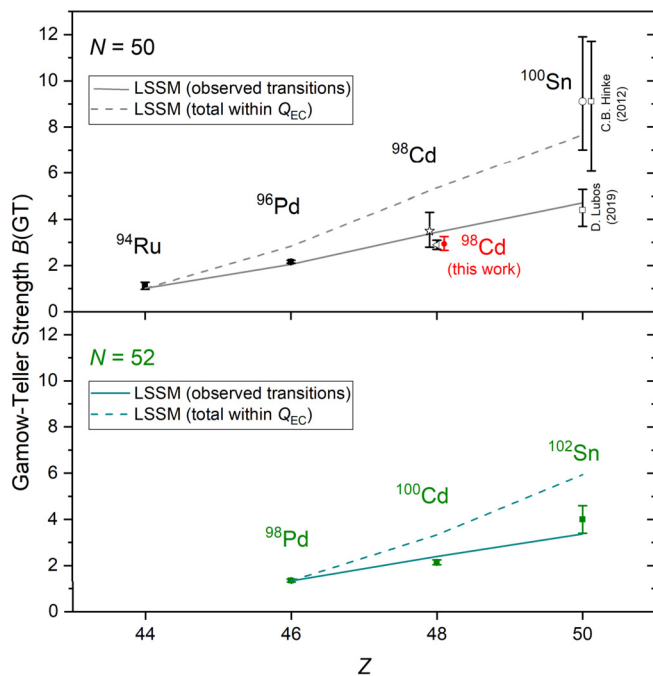 Gamow-Teller Strength B(GT)
12
10
8
6
4
2
0
N = 50
LSSM (observed transitions)
LSSM (total within Q_EC)
⁹⁴Ru
⁹⁶Pd
⁹⁸Cd
¹⁰⁰Sn
C.B. Hinke
(2012)
D. Lubos
(2019)
⁹⁸Cd
(this work)
12
10
8
6
4
2
0
N = 52
LSSM (observed transitions)
LSSM (total within Q_EC)
⁹⁸Pd
¹⁰⁰Cd
¹⁰²Sn
44 46 48 50
Z